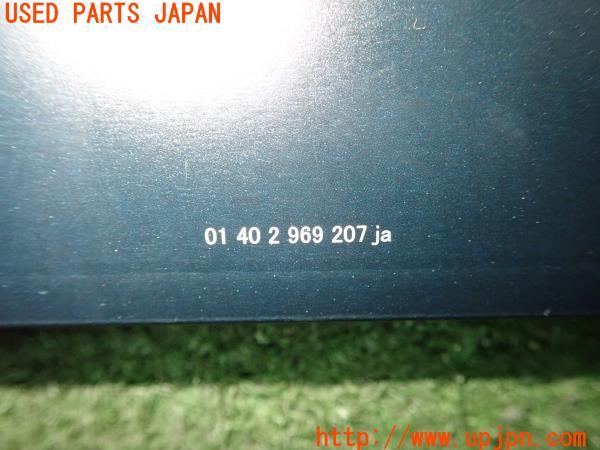 USED PARTS JAPAN
01 40 2 969 207 ja
http://www.upjpn.com